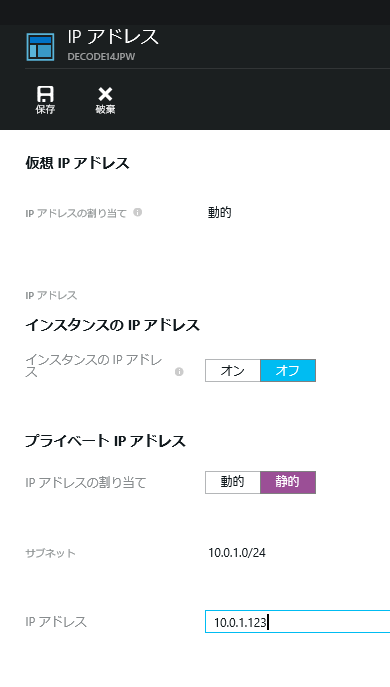 IP アドレス
DECODE14JPW
保存 破棄
仮想 IP アドレス
IP アドレスの割り当て 動的
IP アドレス
インスタンスの IP アドレス
インスタンスの IP アドレ
ス
オン オフ
プライベート IP アドレス
IP アドレスの割り当て 動的 静的
サブネット 10.0.1.0/24
IP アドレス 10.0.1.123